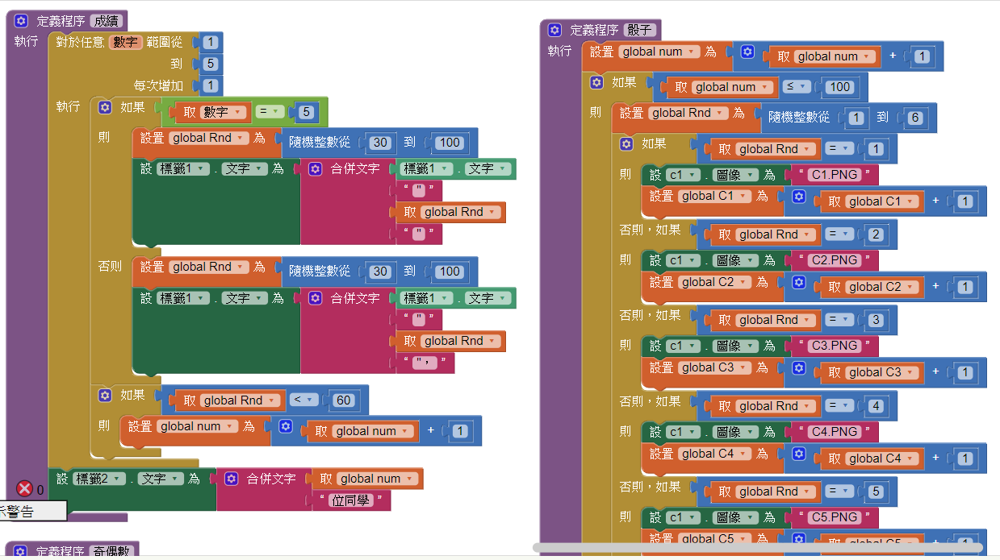 定義程序 成績
執行 對於任意 數字 範圍從 1
到 5
每次增加 1
執行 如果 取 數字 = 5
則 設置 global Rnd 為 隨機整數從 30 到 100
設 標籤1 . 文字 為 合併文字 標籤1 . 文字
“ " ”
取 global Rnd
“ " ”
否則 設置 global Rnd 為 隨機整數從 30 到 100
設 標籤1 . 文字 為 合併文字 標籤1 . 文字
“ " ”
取 global Rnd
“ "， ”
如果 取 global Rnd < 60
則 設置 global num 為 取 global num + 1
設 標籤2 . 文字 為 合併文字 取 global num
“ 位同學 ”
0
示警告
定義程序 奇偶數
定義程序 骰子
執行 設置 global num 為 取 global num + 1
如果 取 global num ≤ 100
則 設置 global Rnd 為 隨機整數從 1 到 6
如果 取 global Rnd = 1
則 設 c1 . 圖像 為 “ C1.PNG ”
設置 global C1 為 取 global C1 + 1
否則，如果 取 global Rnd = 2
則 設 c1 . 圖像 為 “ C2.PNG ”
設置 global C2 為 取 global C2 + 1
否則，如果 取 global Rnd = 3
則 設 c1 . 圖像 為 “ C3.PNG ”
設置 global C3 為 取 global C3 + 1
否則，如果 取 global Rnd = 4
則 設 c1 . 圖像 為 “ C4.PNG ”
設置 global C4 為 取 global C4 + 1
否則，如果 取 global Rnd = 5
則 設 c1 . 圖像 為 “ C5.PNG ”
設置 global C5 為 取 global C5 + 1